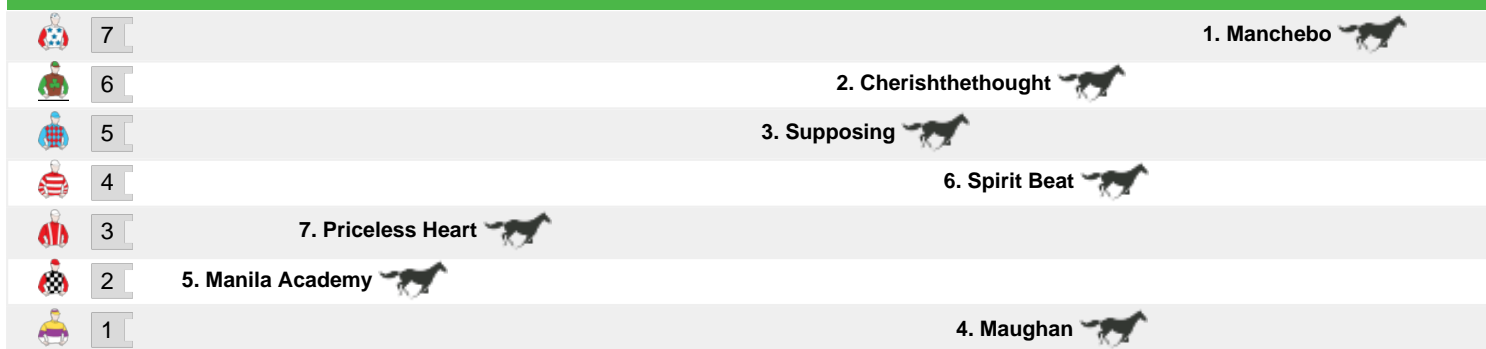 7 1. Manchebo
6 2. Cherishthethought
5 3. Supposing
4 6. Spirit Beat
3 7. Priceless Heart
2 5. Manila Academy
1 4. Maughan